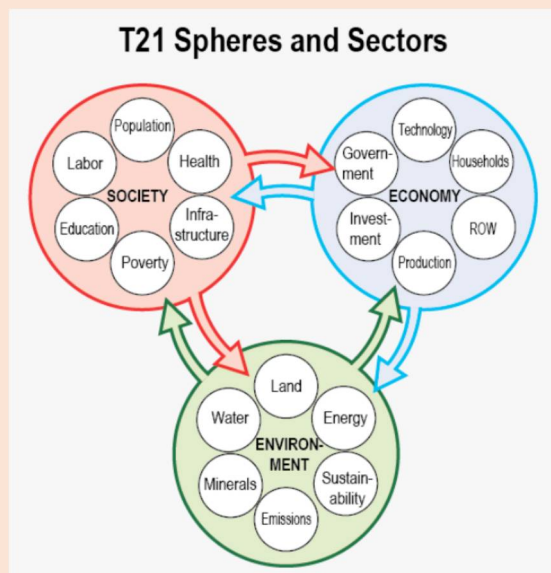 T21 Spheres and Sectors
Population
Labor
Health
SOCIETY
Education
Infra-
structure
Poverty
Technology
Govern-
ment
Households
ECONOMY
Invest-
ment
ROW
Production
Land
Water
Energy
ENVIRON-
MENT
Minerals
Sustain-
ability
Emissions